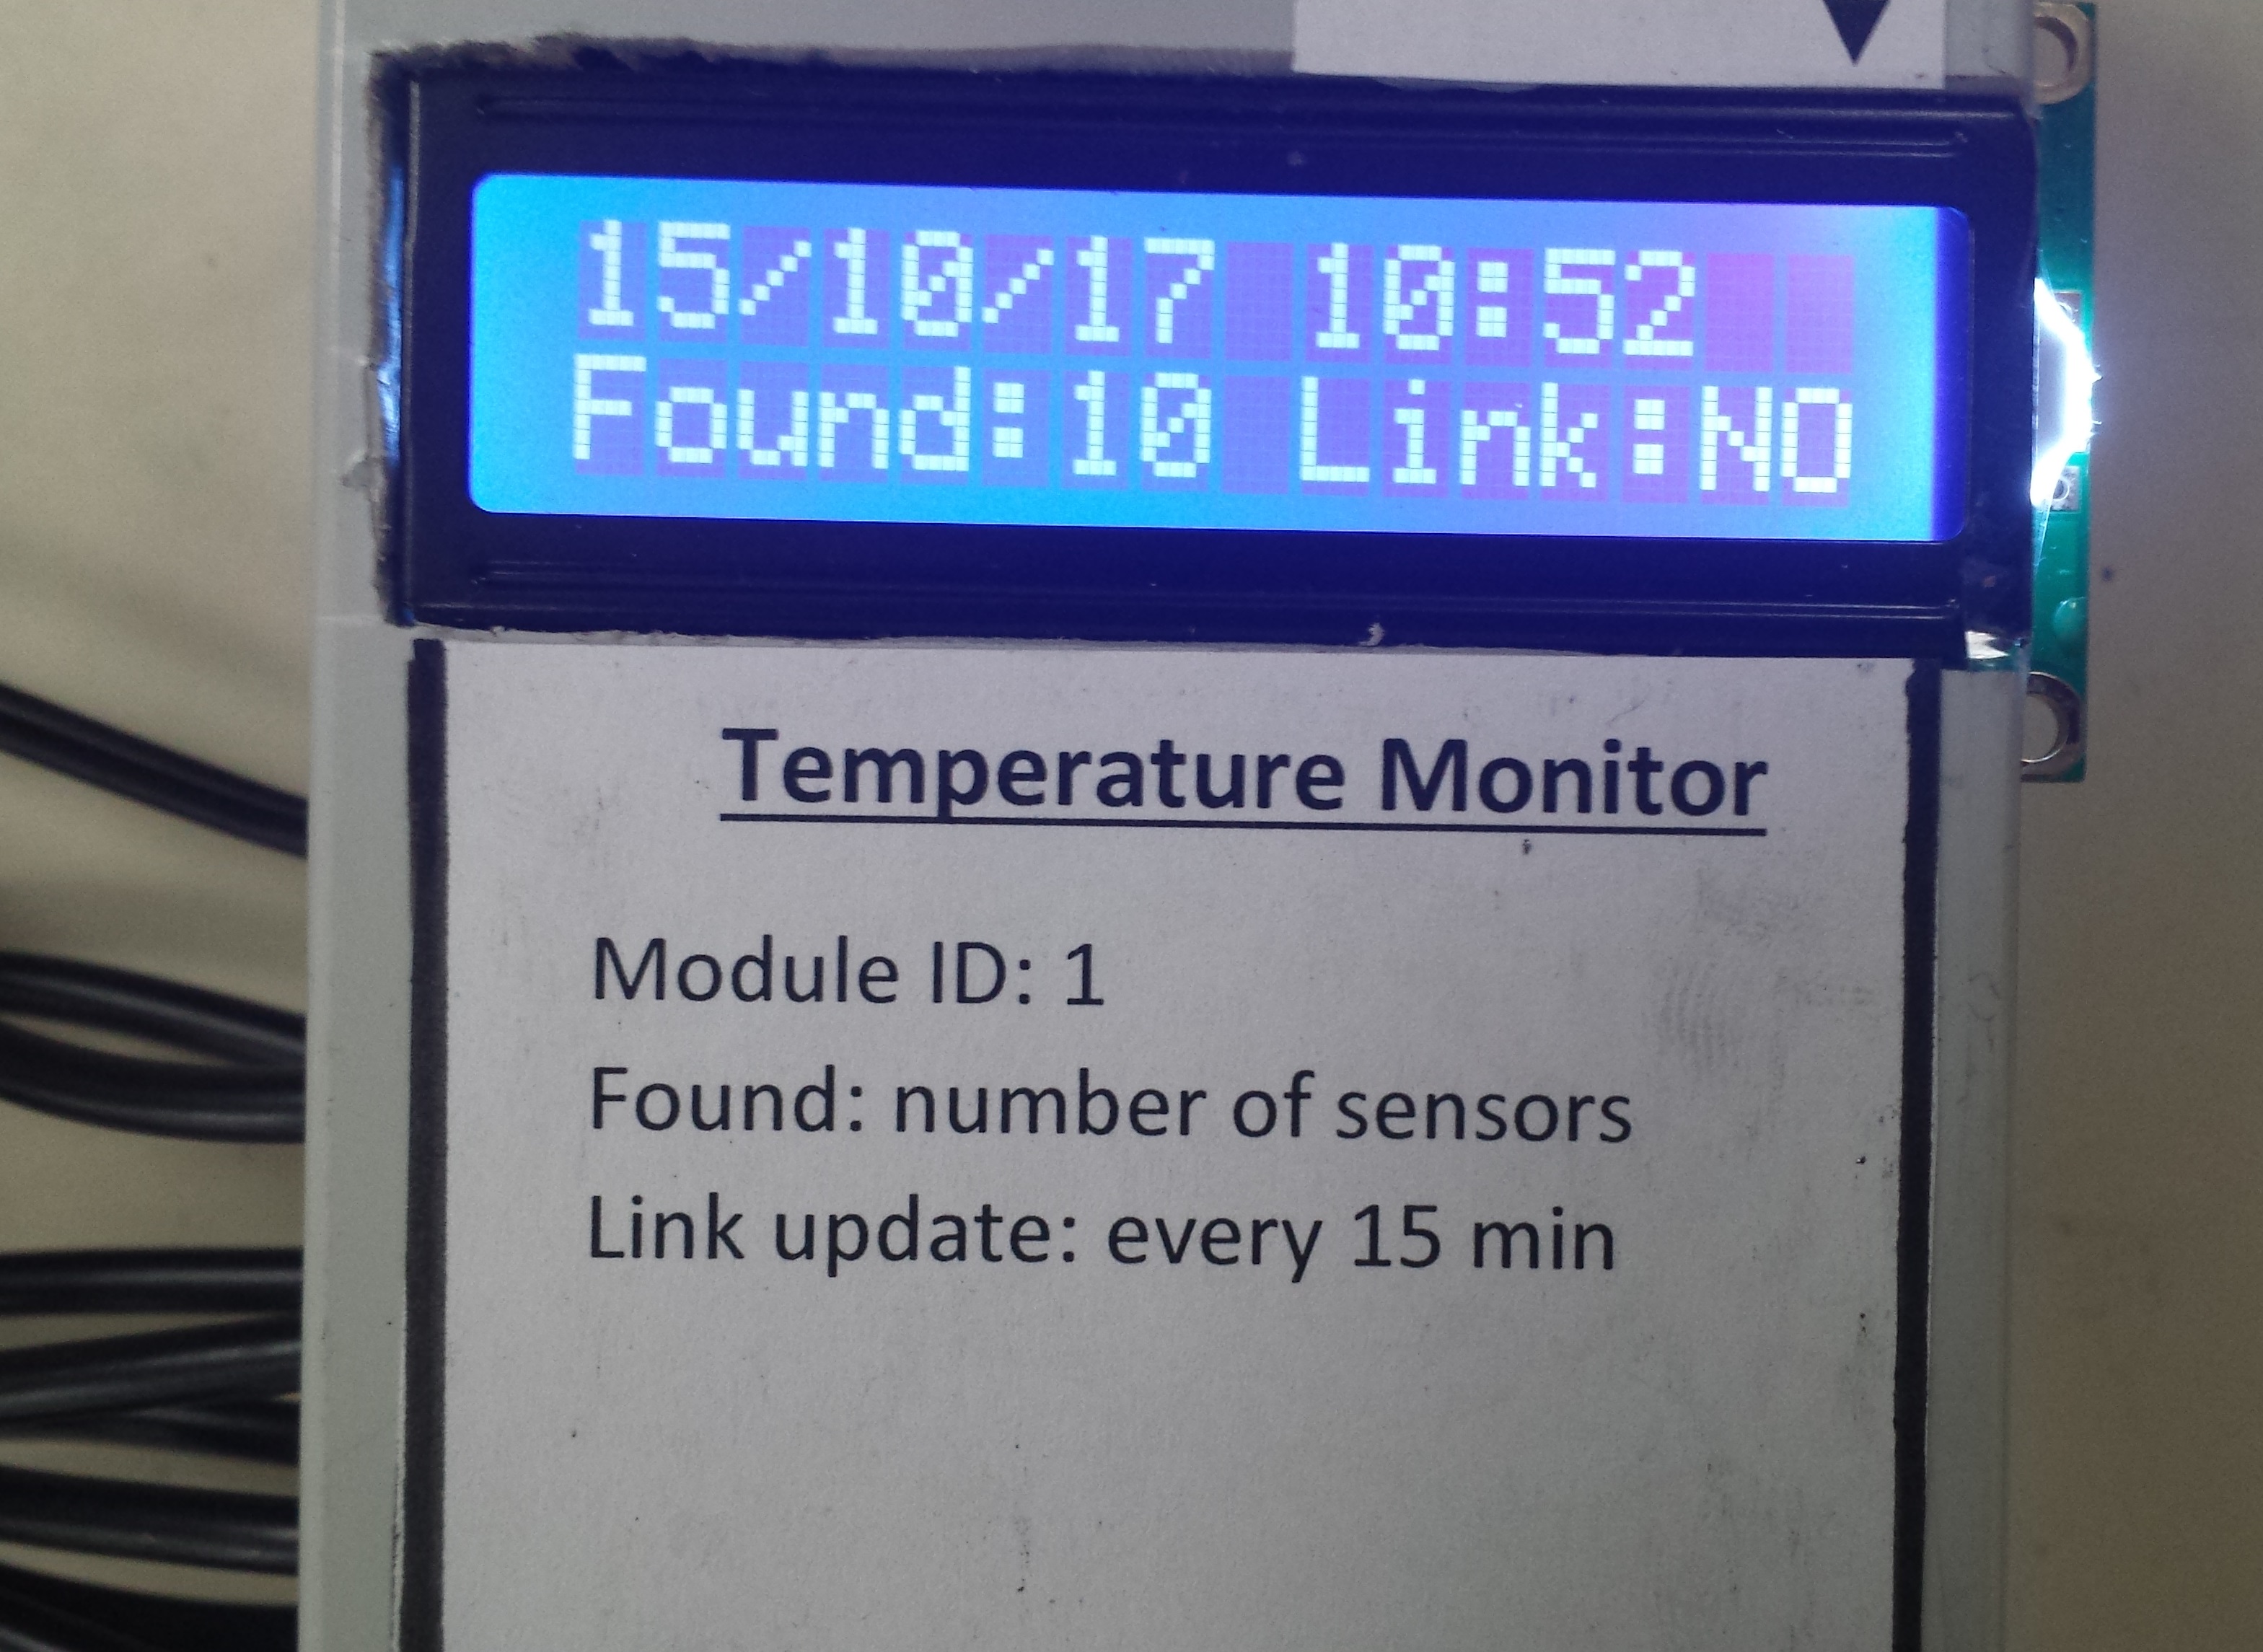 15/10/17 10:52
Found:10 Link:NO
Temperature Monitor
Module ID: 1
Found: number of sensors
Link update: every 15 min